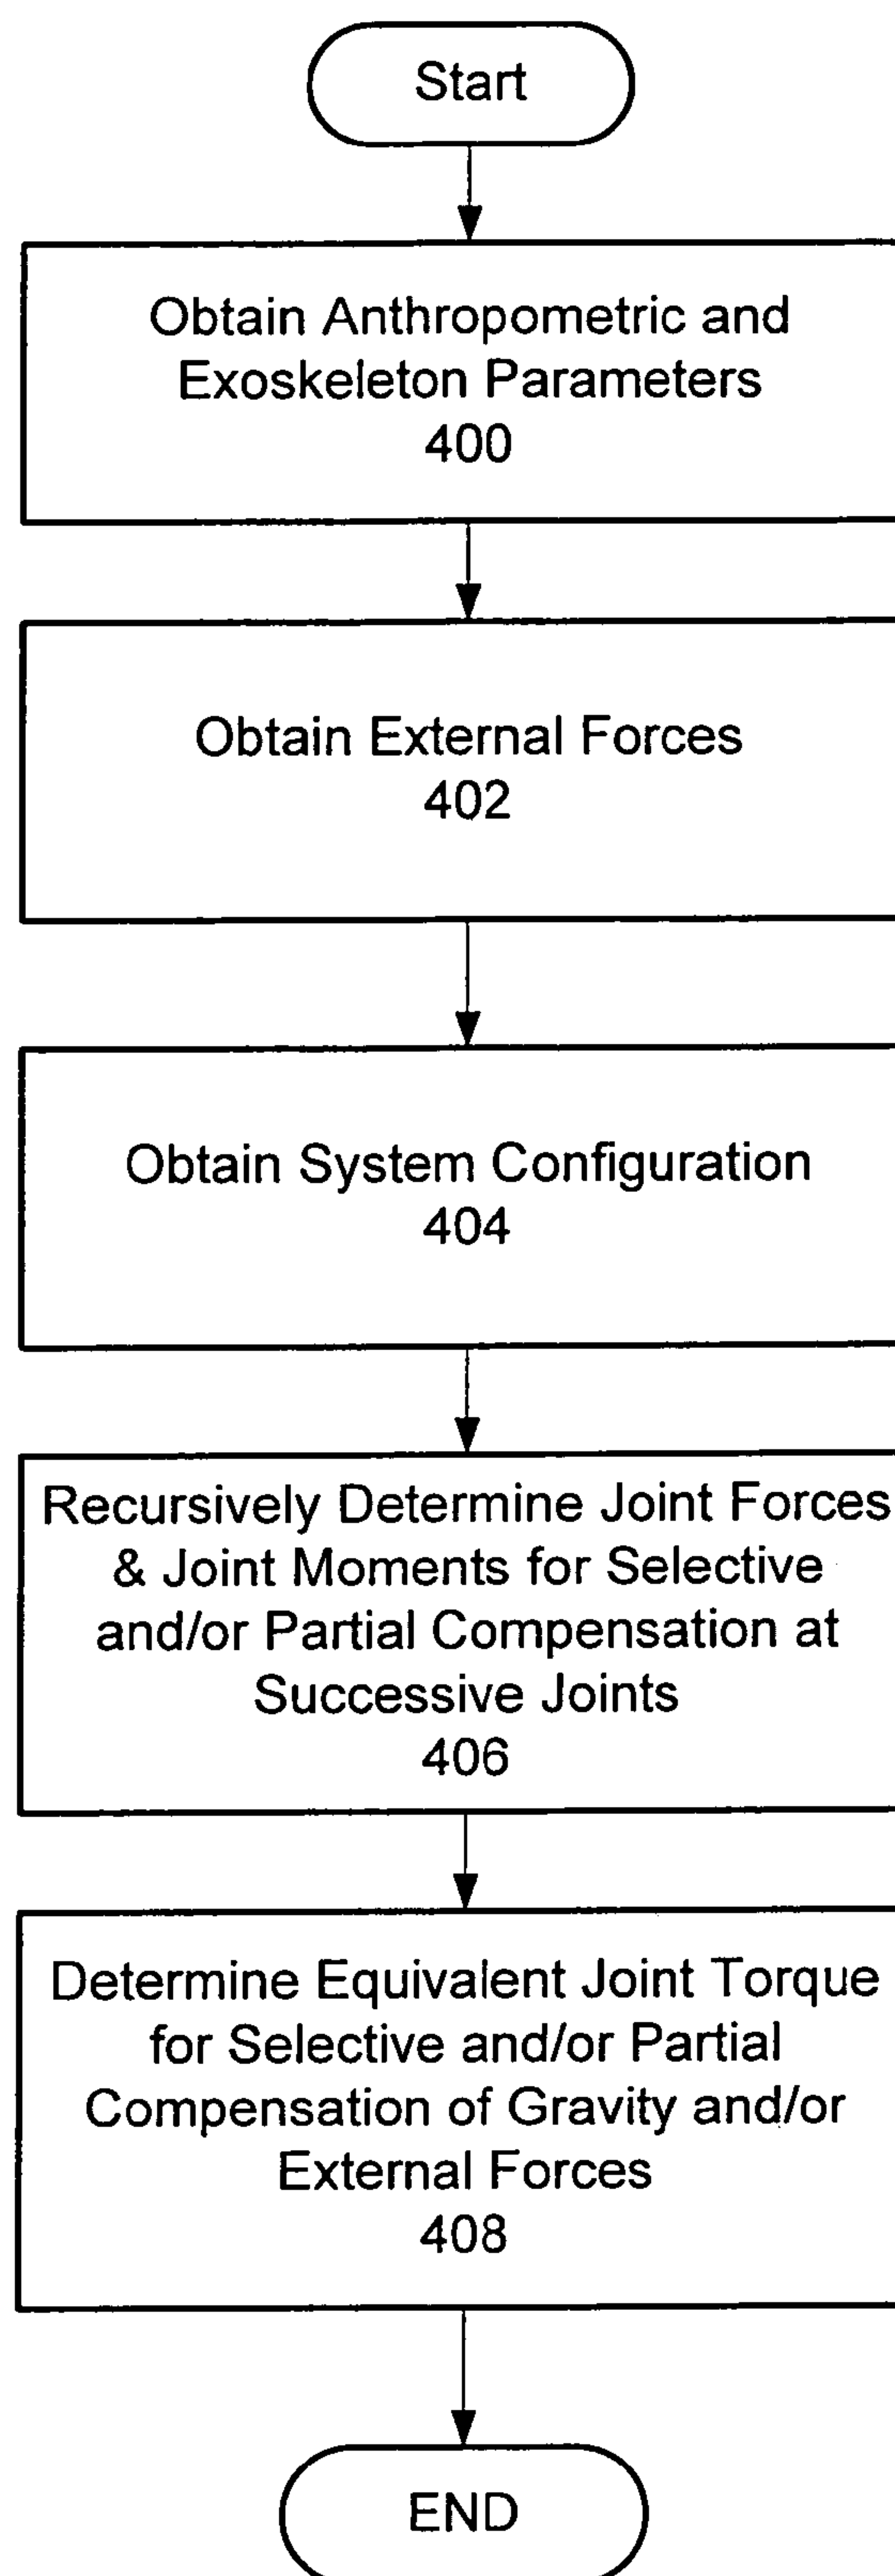 Start
Obtain Anthropometric and
Exoskeleton Parameters
400
Obtain External Forces
402
Obtain System Configuration
404
Recursively Determine Joint Forces
& Joint Moments for Selective
and/or Partial Compensation at
Successive Joints
406
Determine Equivalent Joint Torque
for Selective and/or Partial
Compensation of Gravity and/or
External Forces
408
END